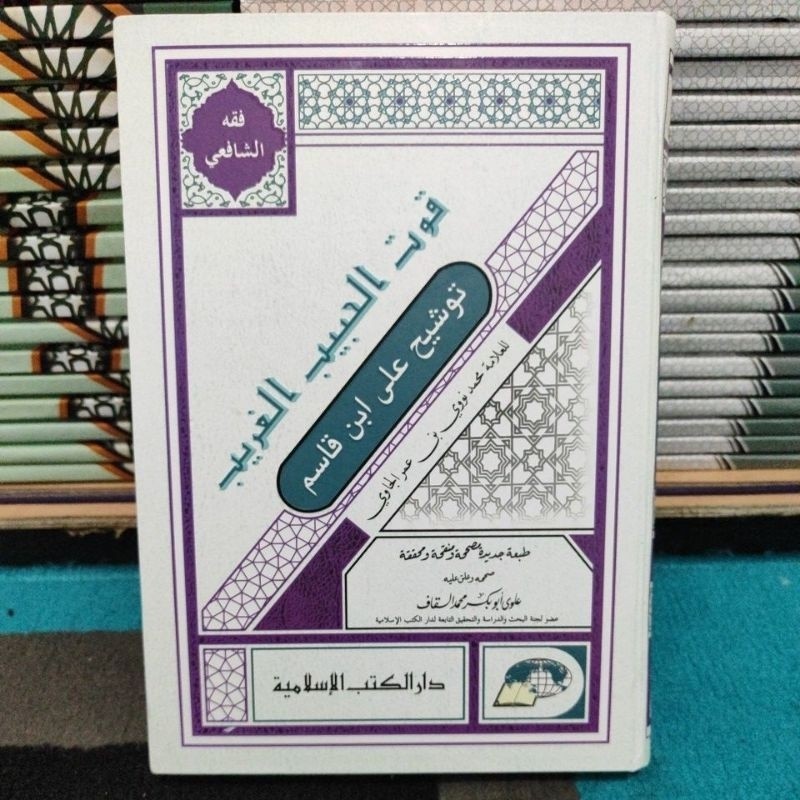 فقه
الشافعي
قوت الحبيب الغريب
توشيح على ابن قاسم
للعلامة محمد نووي بن عمر الجاوي
طبعة جديدة مصححة ومنقحة ومحققة
صححه وعلق عليه
علوي أبو بكر محمد السقاف
عضو لجنة البحث والدراسة والتحقيق التابعة لدار الكتب الإسلامية
دار الكتب الإسلامية